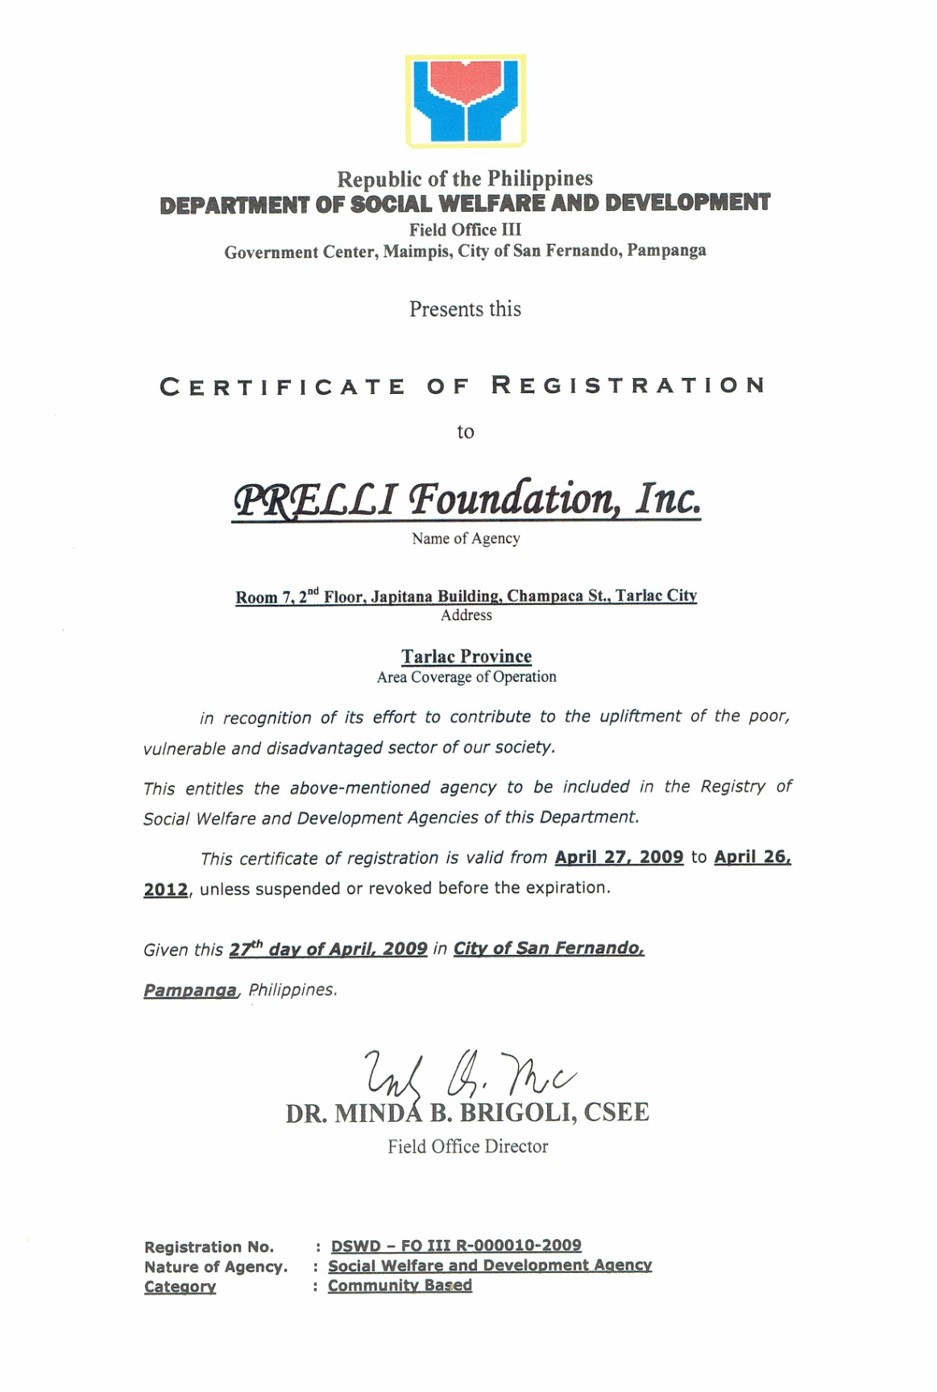 Republic of the Philippines
DEPARTMENT OF SOCIAL WELFARE AND DEVELOPMENT
Field Office III
Government Center, Maimpis, City of San Fernando, Pampanga
Presents this
CERTIFICATE OF REGISTRATION
to
PRELLI Foundation, Inc.
Name of Agency
Room 7, 2nd Floor, Japitana Building, Champaca St., Tarlac City
Address
Tarlac Province
Area Coverage of Operation
in recognition of its effort to contribute to the upliftment of the poor,
vulnerable and disadvantaged sector of our society.
This entitles the above-mentioned agency to be included in the Registry of
Social Welfare and Development Agencies of this Department.
This certificate of registration is valid from April 27, 2009 to April 26,
2012, unless suspended or revoked before the expiration.
Given this 27th day of April, 2009 in City of San Fernando,
Pampanga, Philippines.
DR. MINDA B. BRIGOLI, CSEE
Field Office Director
Registration No. : DSWD – FO III R-000010-2009
Nature of Agency. : Social Welfare and Development Agency
Category : Community Based